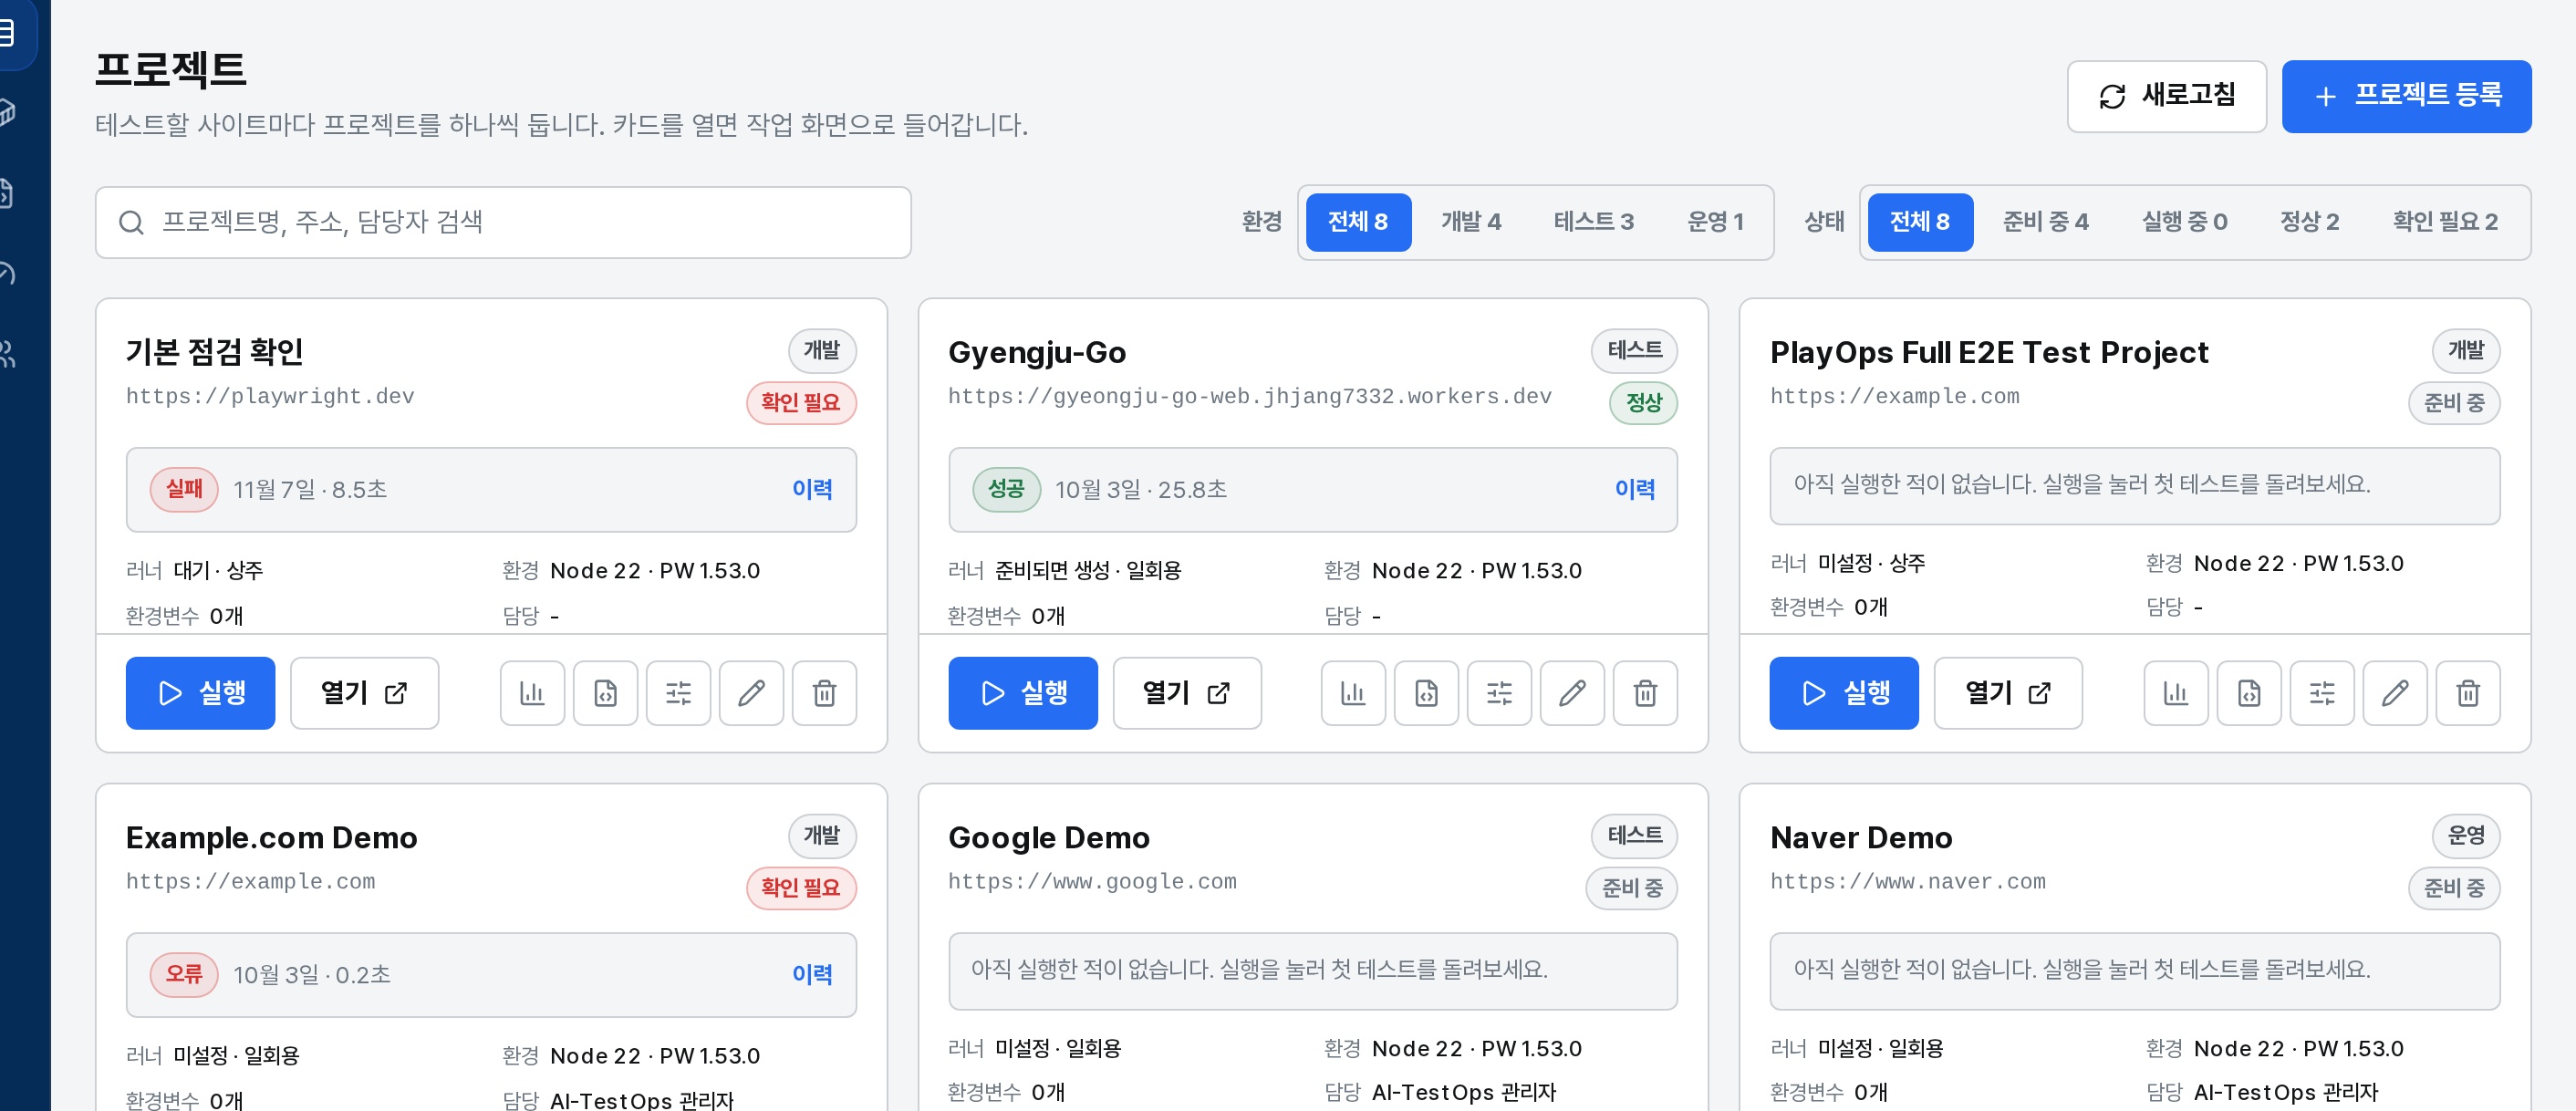 프로젝트
테스트할 사이트마다 프로젝트를 하나씩 둡니다. 카드를 열면 작업 화면으로 들어갑니다.
새로고침
프로젝트 등록
프로젝트명, 주소, 담당자 검색
환경 전체 8 개발 4 테스트 3 운영 1 상태 전체 8 준비 중 4 실행 중 0 정상 2 확인 필요 2
기본 점검 확인
개발
https://playwright.dev
확인 필요
실패 11월 7일 · 8.5초 이력
러너 대기 · 상주 환경 Node 22 · PW 1.53.0
환경변수 0개 담당 -
실행 열기
Gyengju-Go
테스트
https://gyeongju-go-web.jhjang7332.workers.dev
정상
성공 10월 3일 · 25.8초 이력
러너 준비되면 생성 · 일회용 환경 Node 22 · PW 1.53.0
환경변수 0개 담당 -
실행 열기
PlayOps Full E2E Test Project
개발
https://example.com
준비 중
아직 실행한 적이 없습니다. 실행을 눌러 첫 테스트를 돌려보세요.
러너 미설정 · 상주 환경 Node 22 · PW 1.53.0
환경변수 0개 담당 -
실행 열기
Example.com Demo
개발
https://example.com
확인 필요
오류 10월 3일 · 0.2초 이력
러너 미설정 · 일회용 환경 Node 22 · PW 1.53.0
환경변수 0개 담당 AI-TestOps 관리자
Google Demo
테스트
https://www.google.com
준비 중
아직 실행한 적이 없습니다. 실행을 눌러 첫 테스트를 돌려보세요.
러너 미설정 · 일회용 환경 Node 22 · PW 1.53.0
환경변수 0개 담당 AI-TestOps 관리자
Naver Demo
운영
https://www.naver.com
준비 중
아직 실행한 적이 없습니다. 실행을 눌러 첫 테스트를 돌려보세요.
러너 미설정 · 일회용 환경 Node 22 · PW 1.53.0
환경변수 0개 담당 AI-TestOps 관리자